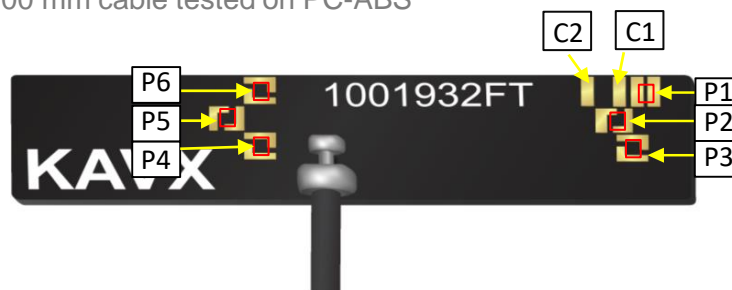 00 mm cable tested on PC-ABS
C2
C1
P6
1001932FT
P1
P5
P2
P4
KAVX
P3